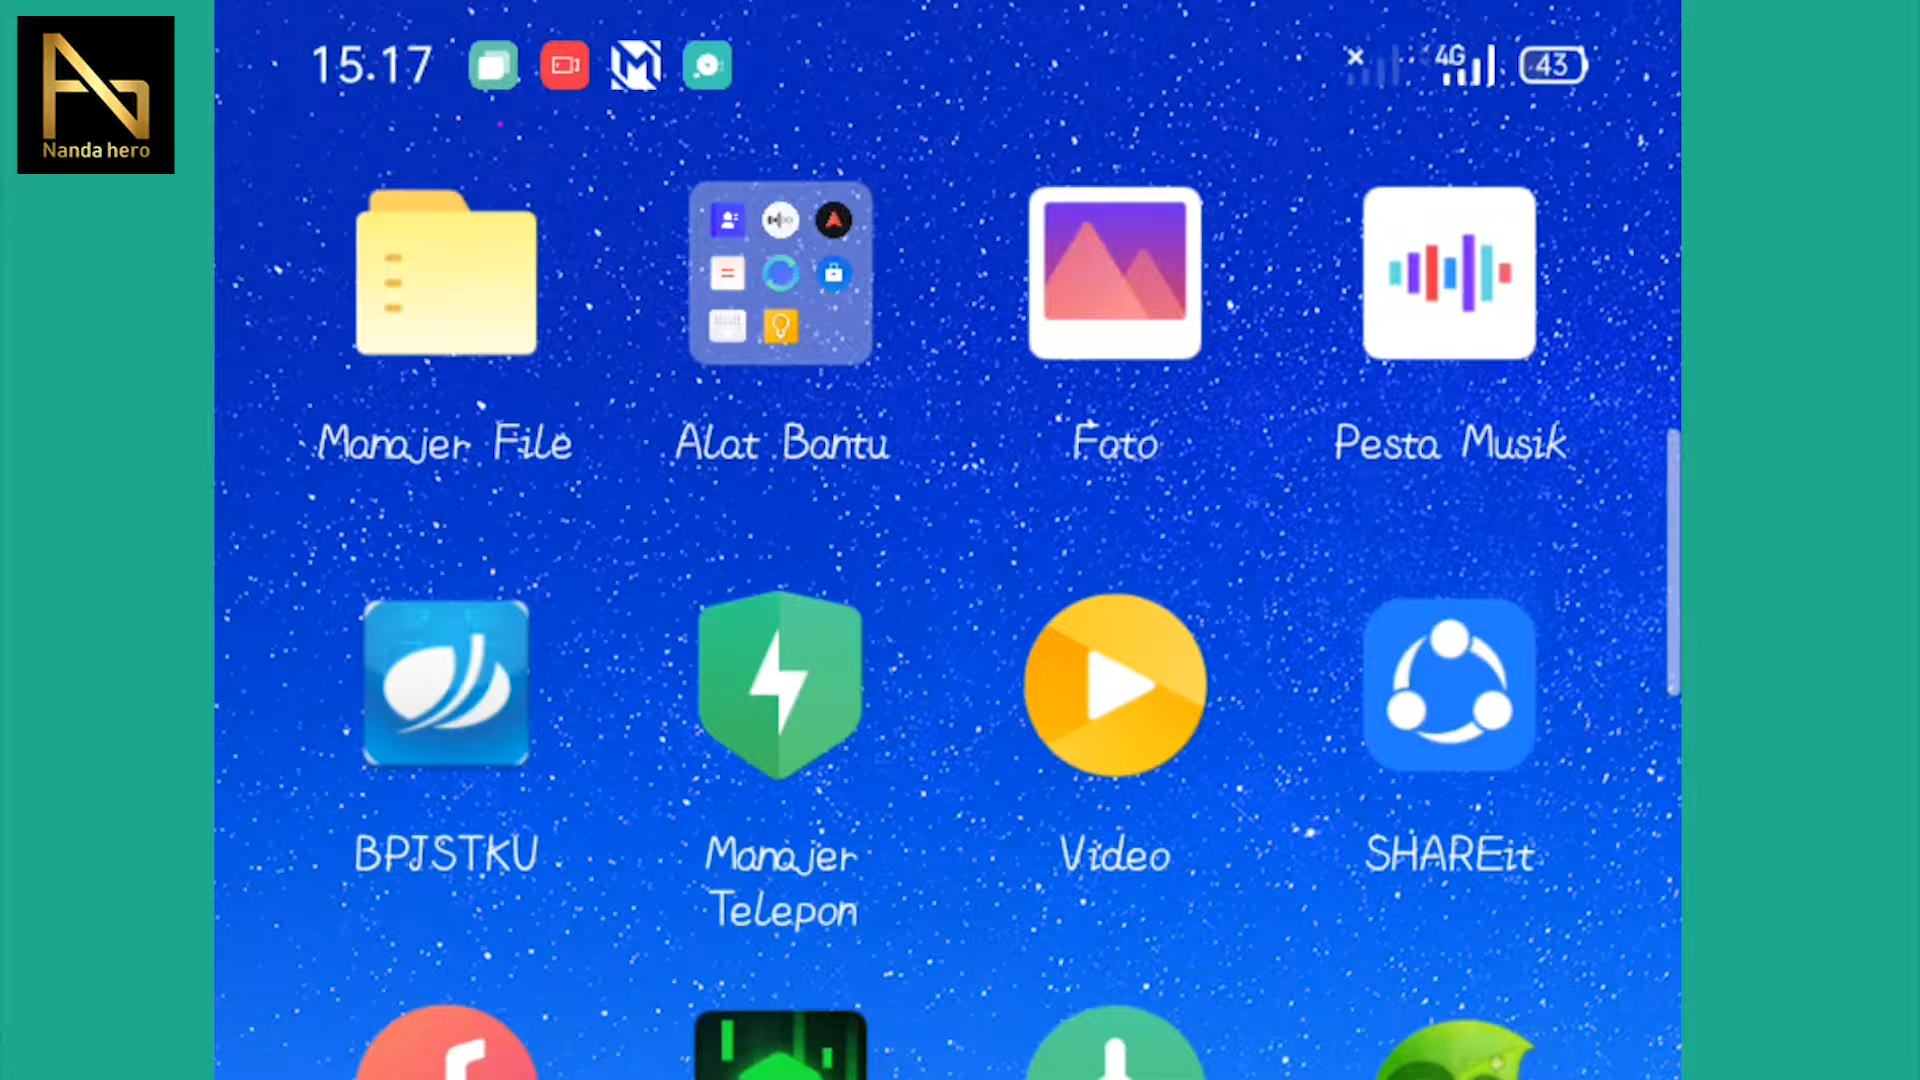 Nanda hero
15.17
4G
43
Manajer File
Alat Bantu
Foto
Pesta Musik
BPJSTKU
Manajer
Telepon
Video
SHAREit